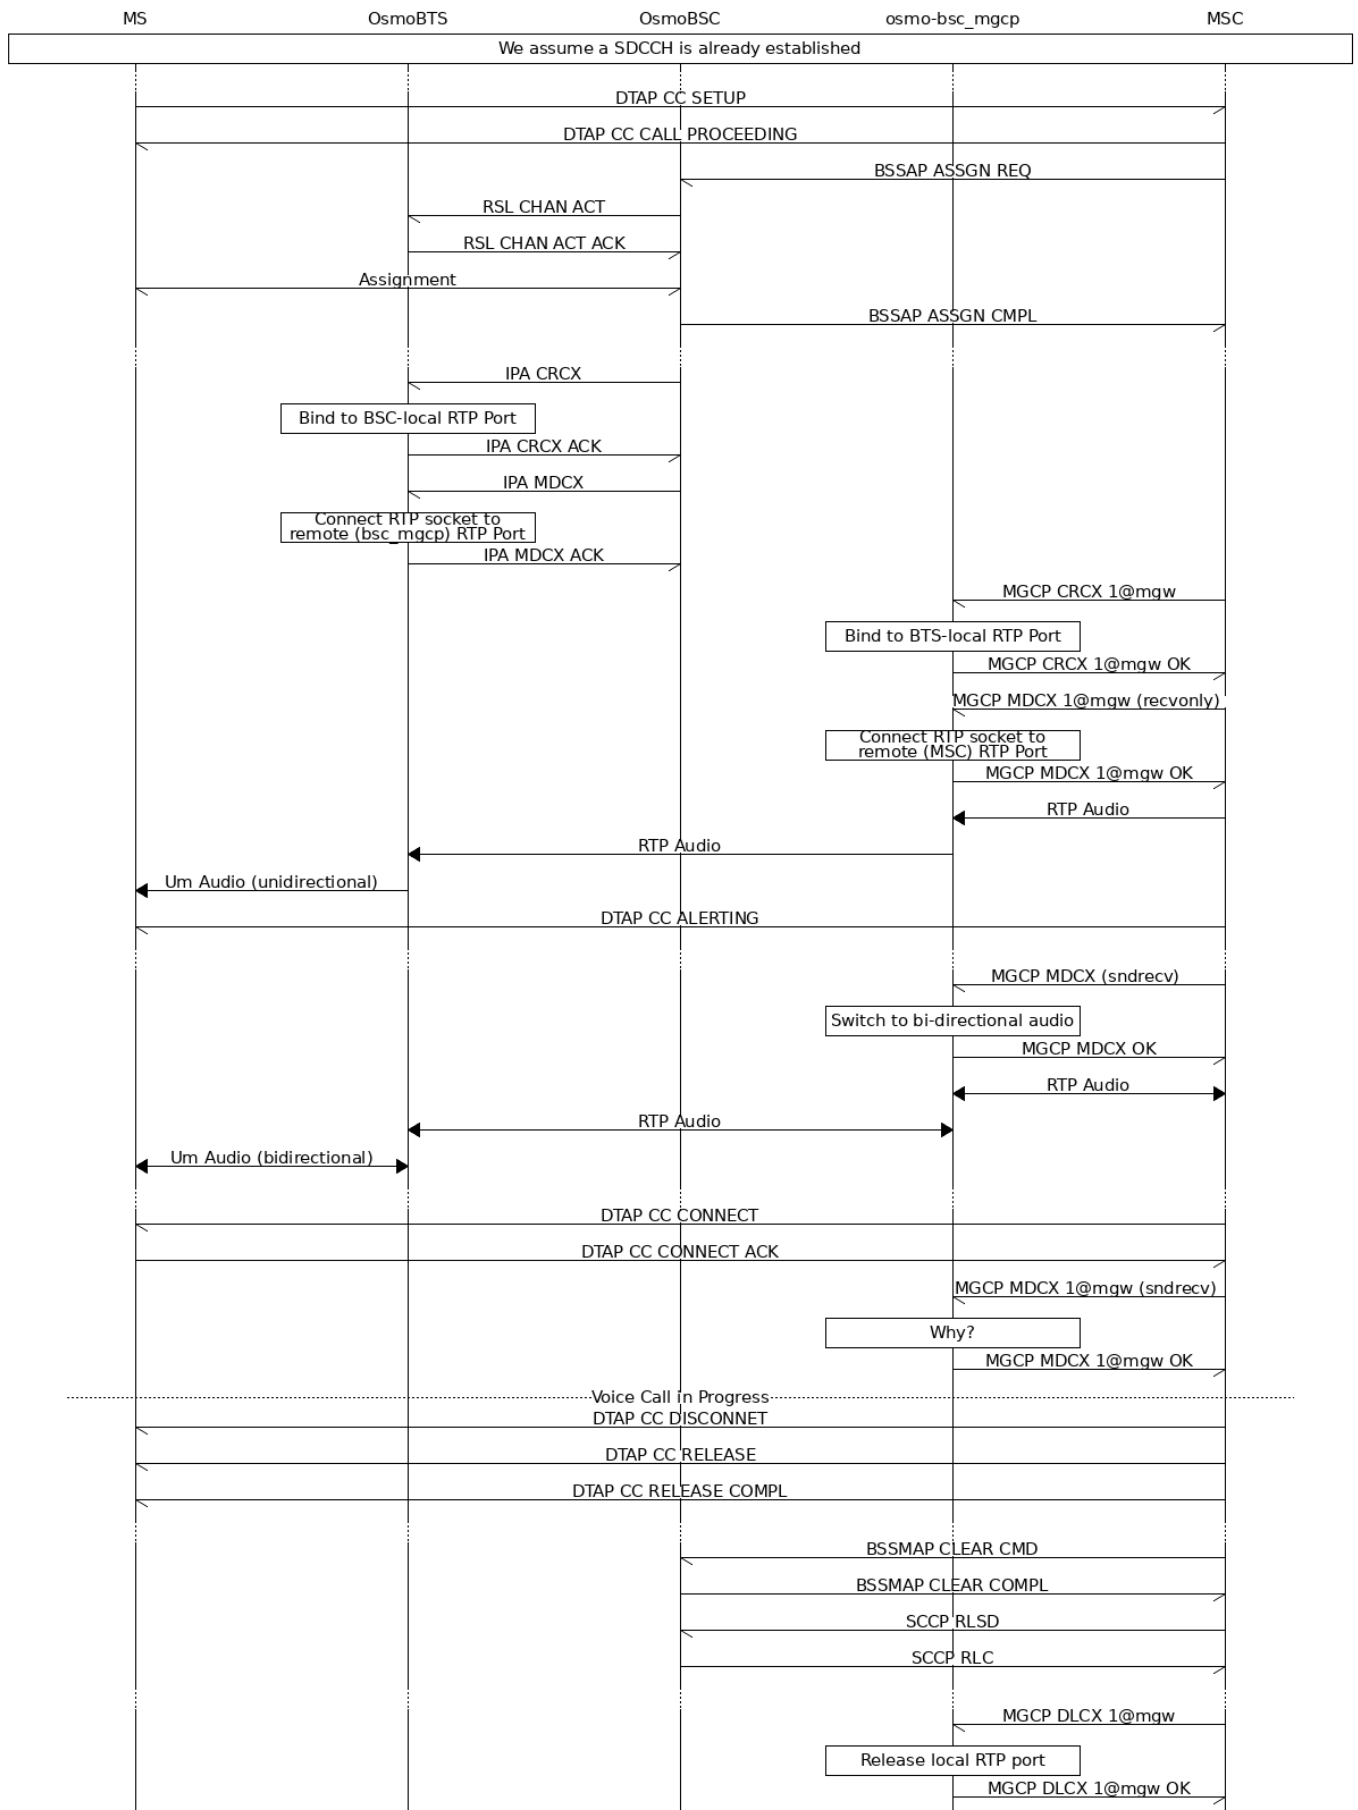 MS OsmoBTS OsmoBSC osmo-bsc_mgcp MSC
We assume a SDCCH is already established
DTAP CC SETUP
DTAP CC CALL PROCEEDING
BSSAP ASSGN REQ
RSL CHAN ACT
RSL CHAN ACT ACK
Assignment
BSSAP ASSGN CMPL
IPA CRCX
Bind to BSC-local RTP Port
IPA CRCX ACK
IPA MDCX
Connect RTP socket to
remote (bsc_mgcp) RTP Port
IPA MDCX ACK
MGCP CRCX 1@mgw
Bind to BTS-local RTP Port
MGCP CRCX 1@mgw OK
MGCP MDCX 1@mgw (recvonly)
Connect RTP socket to
remote (MSC) RTP Port
MGCP MDCX 1@mgw OK
RTP Audio
RTP Audio
Um Audio (unidirectional)
DTAP CC ALERTING
MGCP MDCX (sndrecv)
Switch to bi-directional audio
MGCP MDCX OK
RTP Audio
RTP Audio
Um Audio (bidirectional)
DTAP CC CONNECT
DTAP CC CONNECT ACK
MGCP MDCX 1@mgw (sndrecv)
Why?
MGCP MDCX 1@mgw OK
Voice Call in Progress
DTAP CC DISCONNET
DTAP CC RELEASE
DTAP CC RELEASE COMPL
BSSMAP CLEAR CMD
BSSMAP CLEAR COMPL
SCCP RLSD
SCCP RLC
MGCP DLCX 1@mgw
Release local RTP port
MGCP DLCX 1@mgw OK